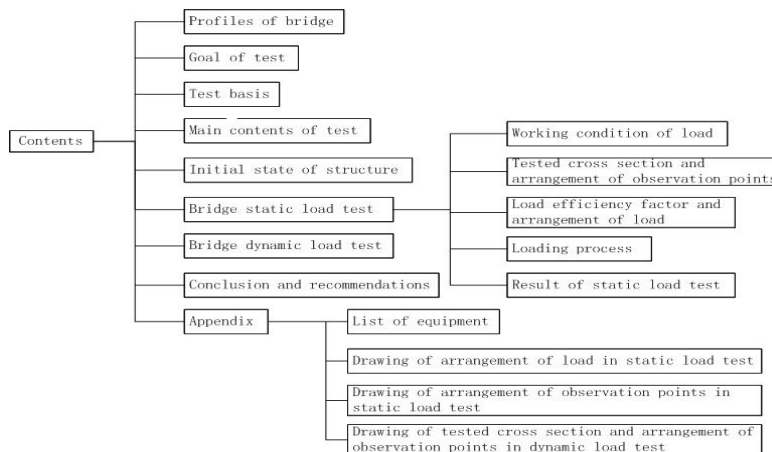 Profiles of bridge
Goal of test
Test basis
Contents
Main contents of test
Initial state of structure
Bridge static load test
Bridge dynamic load test
Conclusion and recommendations
Appendix
Working condition of load
Tested cross section and
arrangement of observation points
Load efficiency factor and
arrangement of load
Loading process
Result of static load test
List of equipment
Drawing of arrangement of load in static load test
Drawing of arrangement of observation points in
static load test
Drawing of tested cross section and arrangement of
observation points in dynamic load test